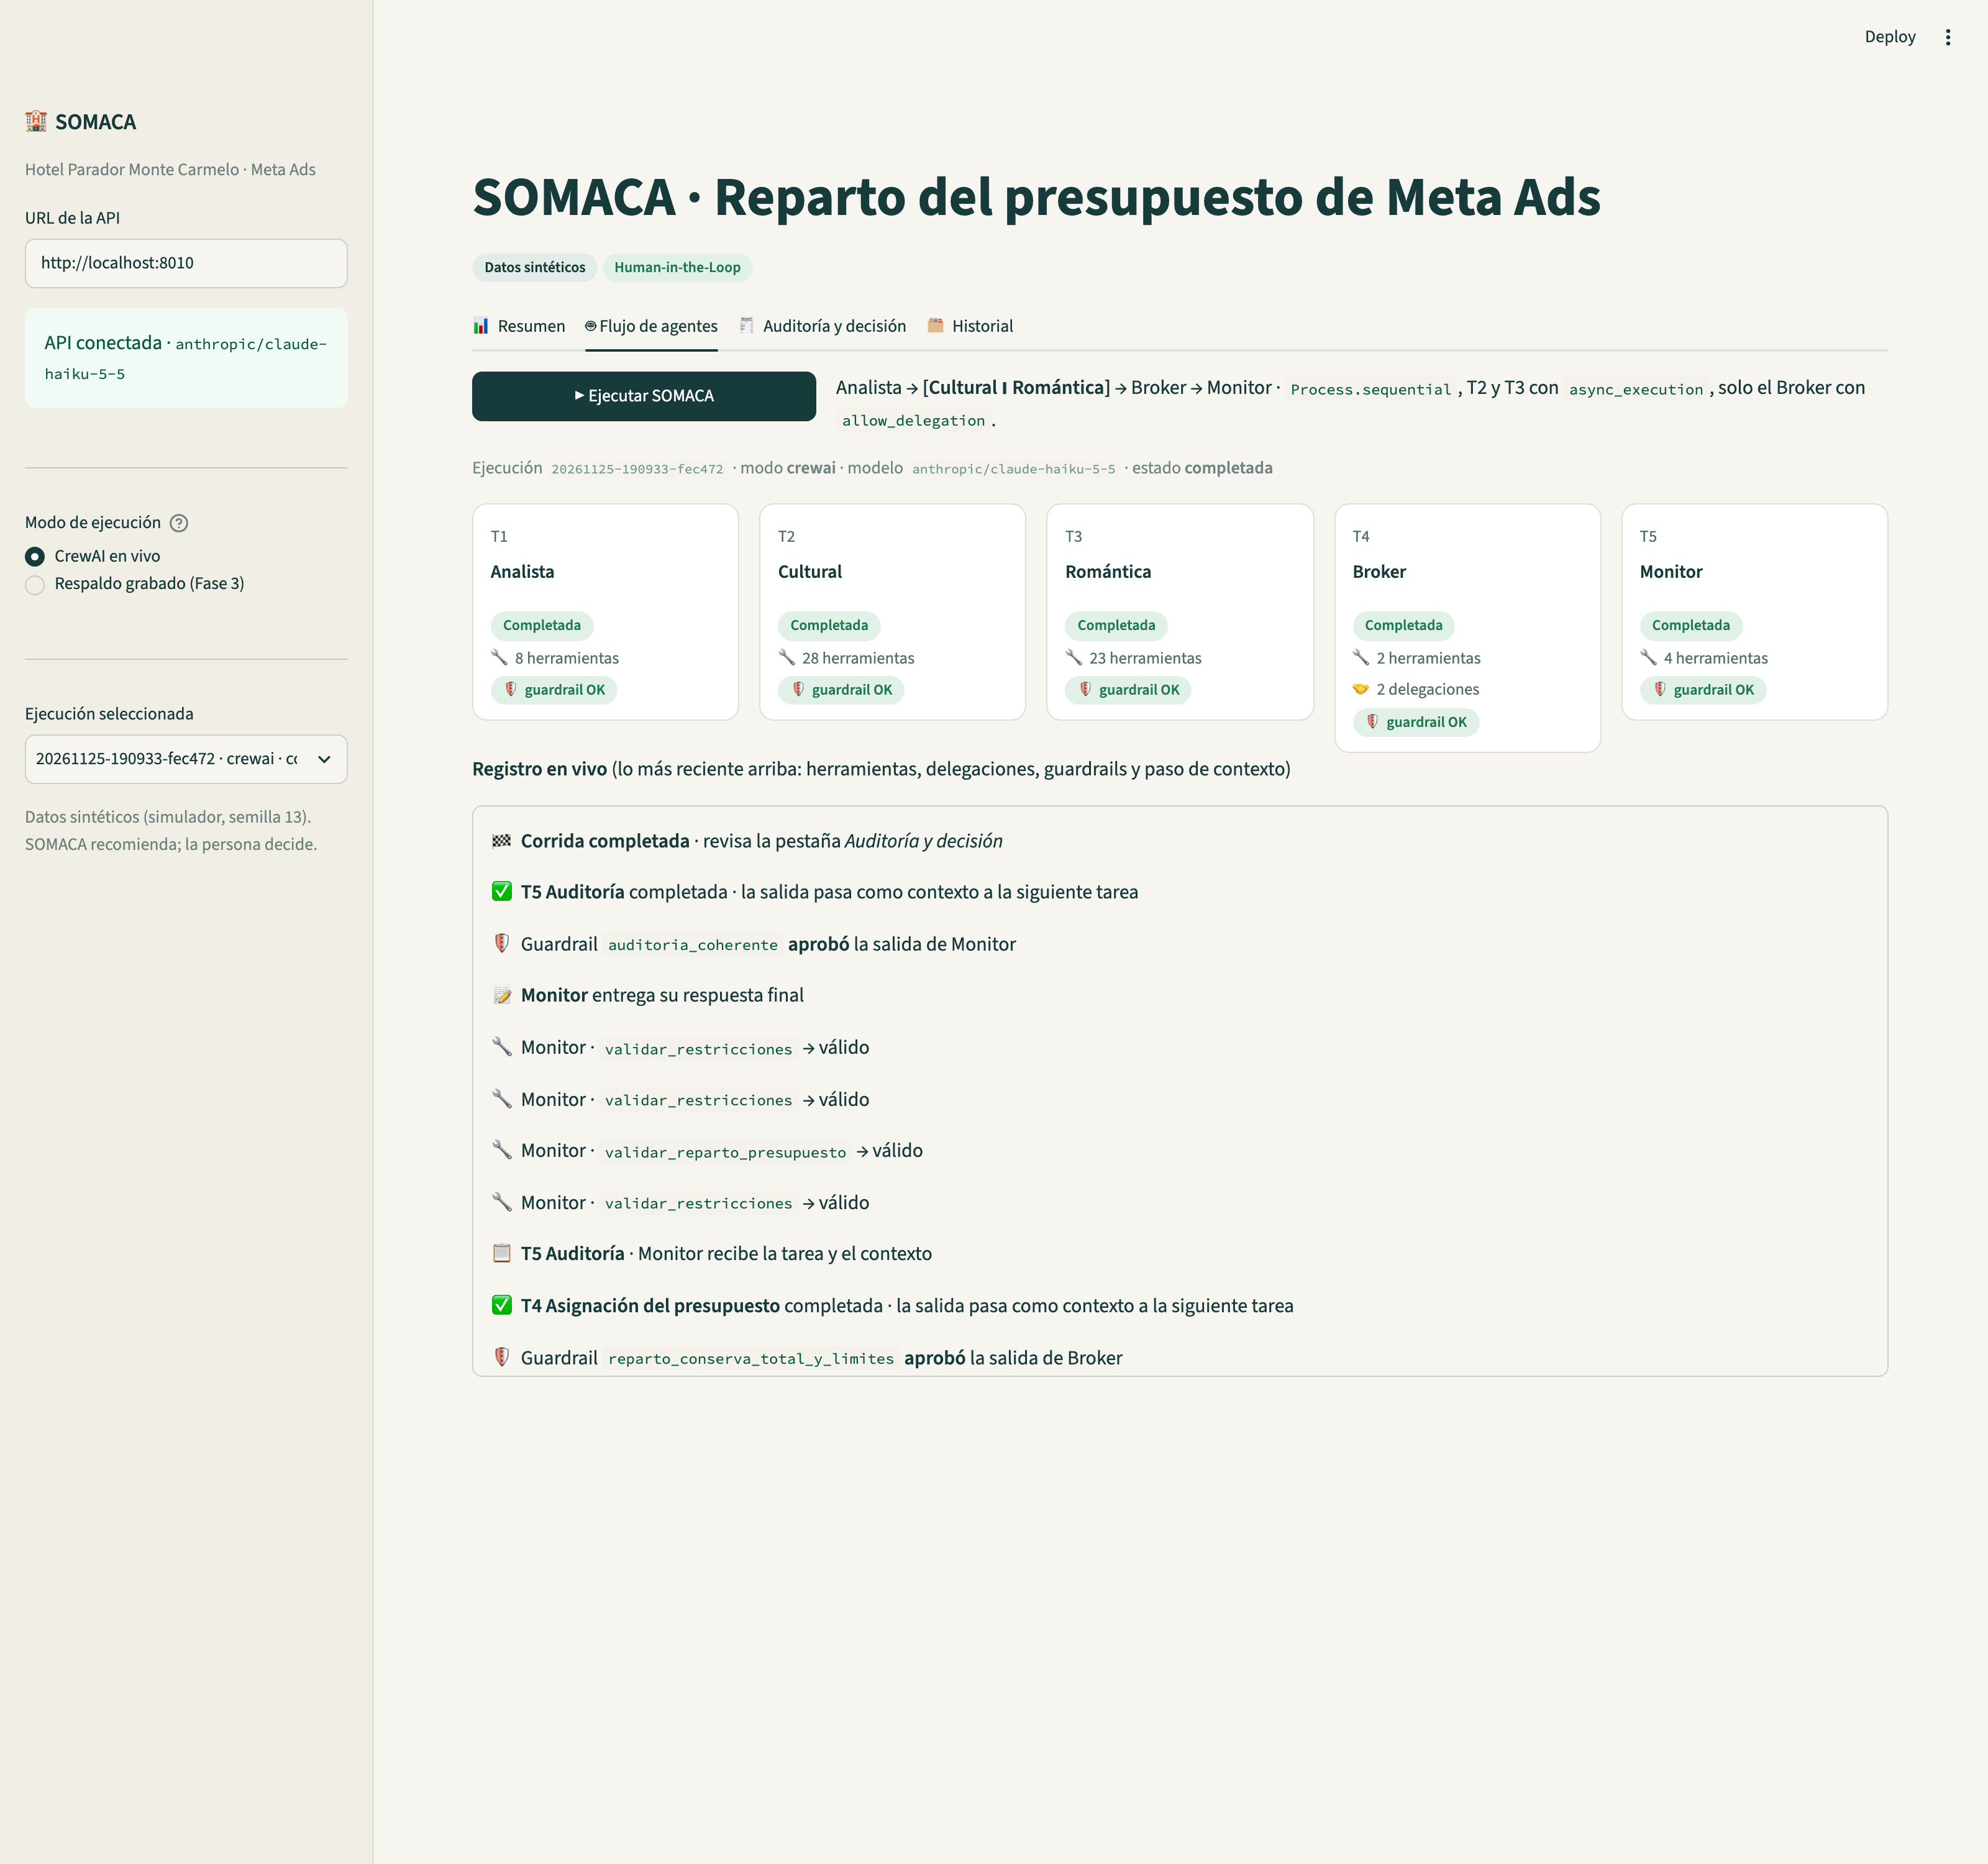 Deploy
SOMACA
Hotel Parador Monte Carmelo · Meta Ads
URL de la API
http://localhost:8010
API conectada · anthropic/claude-
haiku-5-5
Modo de ejecución
CrewAI en vivo
Respaldo grabado (Fase 3)
Ejecución seleccionada
20261125-190933-fec472 · crewai · co
Datos sintéticos (simulador, semilla 13).
SOMACA recomienda; la persona decide.
SOMACA · Reparto del presupuesto de Meta Ads
Datos sintéticos Human-in-the-Loop
Resumen Flujo de agentes Auditoría y decisión Historial
Ejecutar SOMACA
Analista → [Cultural ‖ Romántica] → Broker → Monitor · Process.sequential , T2 y T3 con async_execution , solo el Broker con
allow_delegation .
Ejecución 20261125-190933-fec472 · modo crewai · modelo anthropic/claude-haiku-5-5 · estado completada
T1
Analista
Completada
8 herramientas
guardrail OK
T2
Cultural
Completada
28 herramientas
guardrail OK
T3
Romántica
Completada
23 herramientas
guardrail OK
T4
Broker
Completada
2 herramientas
2 delegaciones
guardrail OK
T5
Monitor
Completada
4 herramientas
guardrail OK
Registro en vivo (lo más reciente arriba: herramientas, delegaciones, guardrails y paso de contexto)
Corrida completada · revisa la pestaña Auditoría y decisión
T5 Auditoría completada · la salida pasa como contexto a la siguiente tarea
Guardrail auditoria_coherente aprobó la salida de Monitor
Monitor entrega su respuesta final
Monitor · validar_restricciones → válido
Monitor · validar_restricciones → válido
Monitor · validar_reparto_presupuesto → válido
Monitor · validar_restricciones → válido
T5 Auditoría · Monitor recibe la tarea y el contexto
T4 Asignación del presupuesto completada · la salida pasa como contexto a la siguiente tarea
Guardrail reparto_conserva_total_y_limites aprobó la salida de Broker